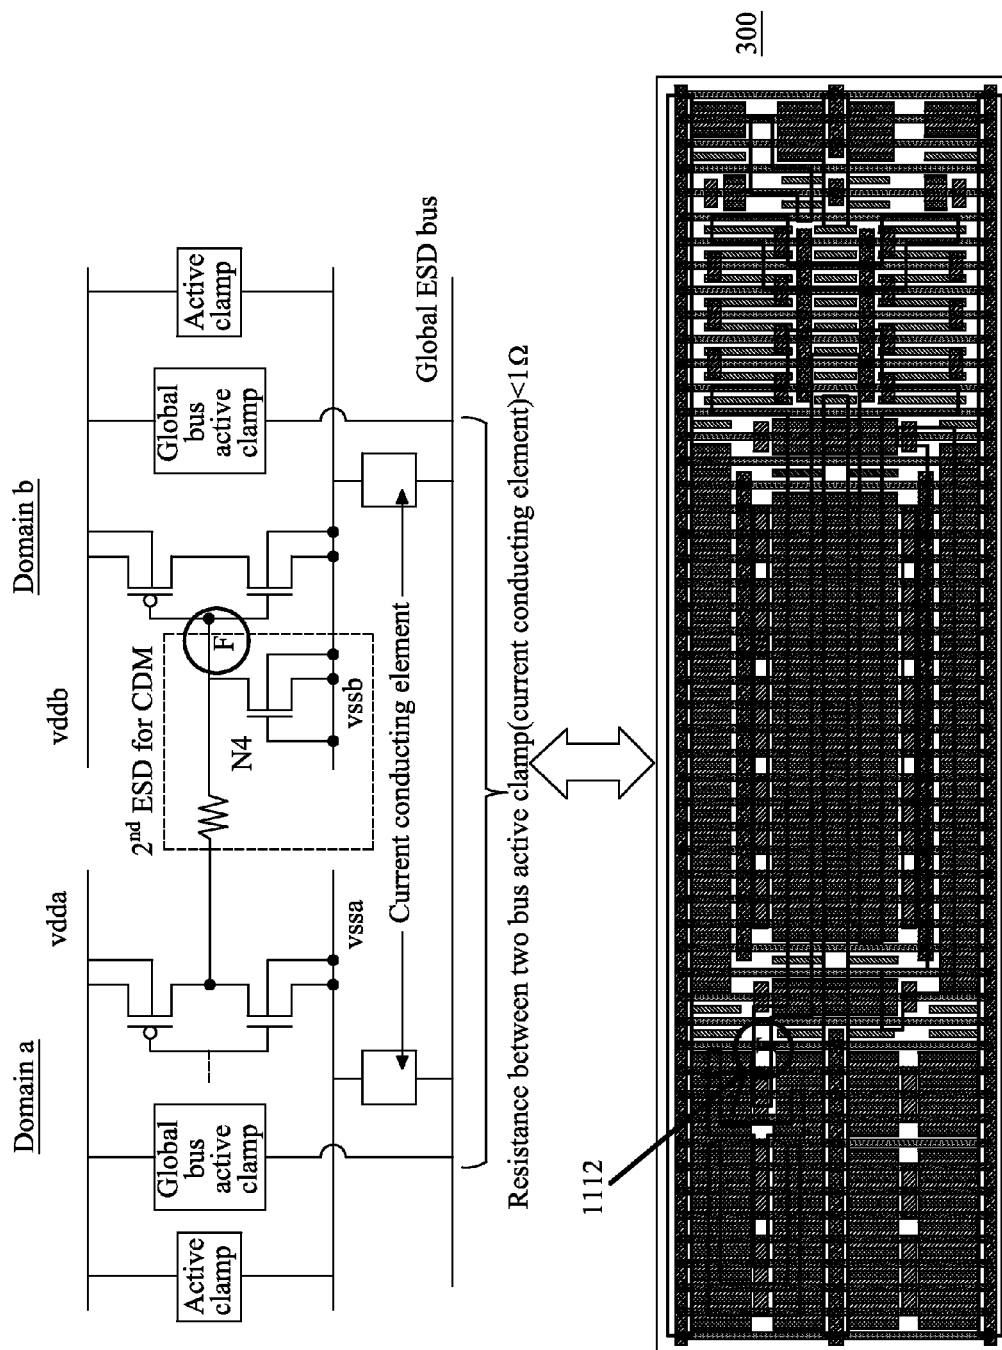 Domain a
Domain b
vdda
vddb
2nd ESD for CDM
Active
clamp
Global
bus
active
clamp
N4
F
Global
bus
active
clamp
Active
clamp
vssa
vssb
Current conducting element
Global ESD bus
Resistance between two bus active clamp(current conducting element)<1Ω
1112
300